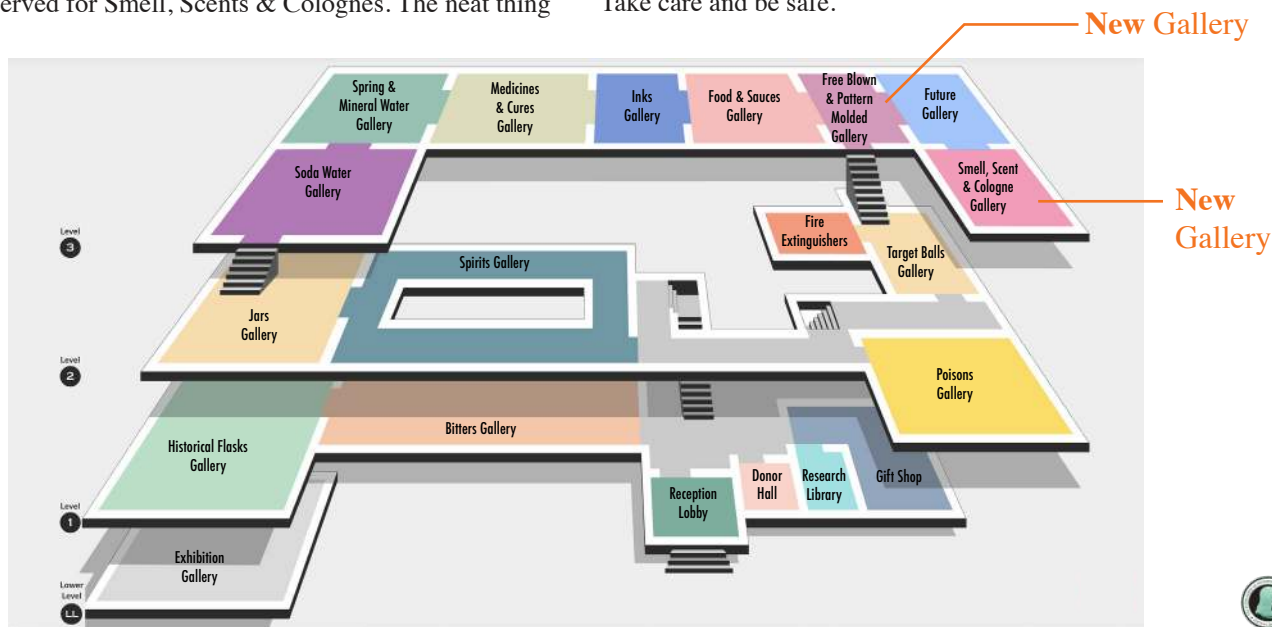 erved for Smell, Scents & Colognes. The neat thing
Take care and be safe.
New Gallery
Spring &
Mineral Water
Gallery
Medicines
& Cures
Gallery
Inks
Gallery
Food & Sauces
Gallery
Free Blown
& Pattern
Molded
Gallery
Future
Gallery
Soda Water
Gallery
Smell, Scent
& Cologne
Gallery
New
Gallery
Level
3
Fire
Extinguishers
Target Balls
Gallery
Spirits Gallery
Jars
Gallery
Level
2
Poisons
Gallery
Bitters Gallery
Historical Flasks
Gallery
Reception
Lobby
Donor
Hall
Research
Library
Gift Shop
Level
1
Exhibition
Gallery
Lower
Level
LL